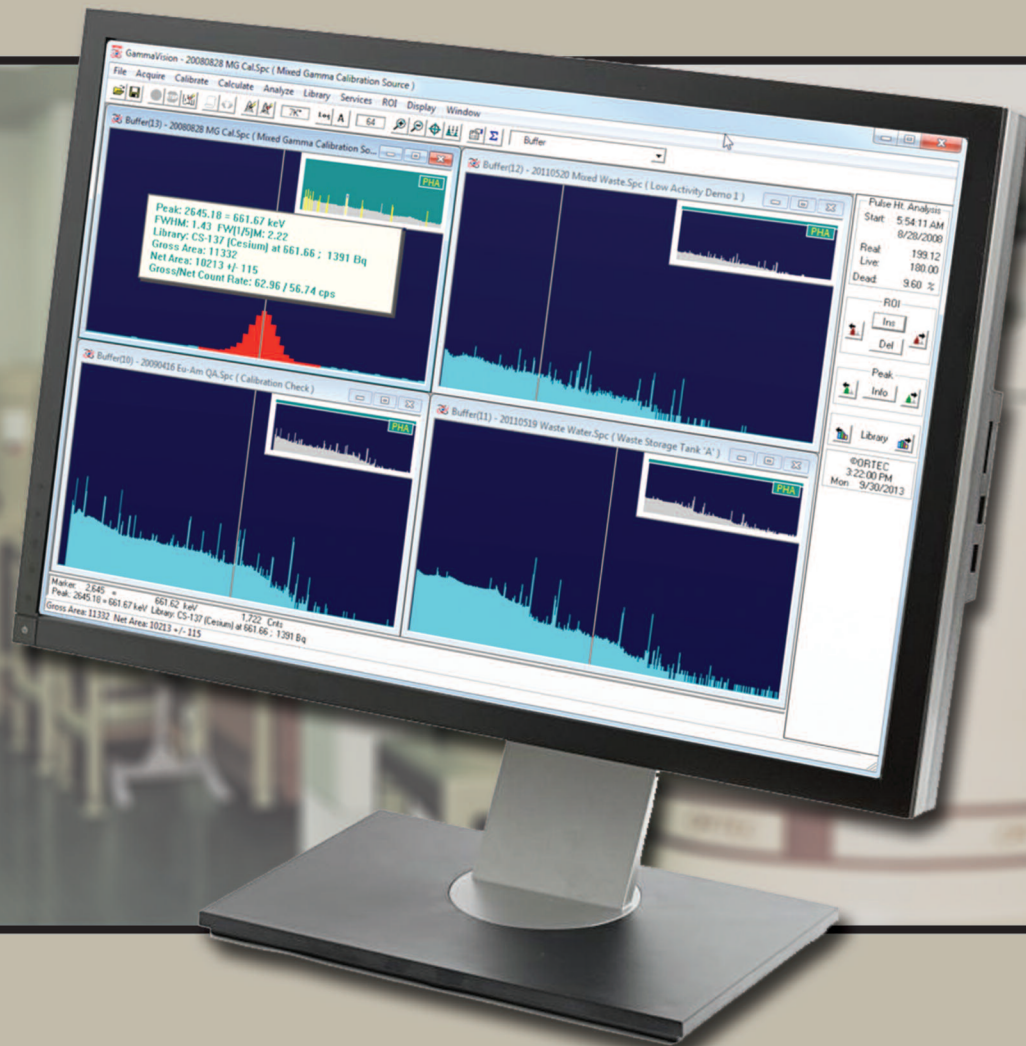 GammaVision - 20080828 MG Cal.Spc ( Mixed Gamma Calibration Source )
File Acquire Calibrate Calculate Analyze Library Services ROI Display Window
Log A 64 Σ Buffer
Buffer(13) - 20080828 MG Cal.Spc ( Mixed Gamma Calibration So...
PHA
Peak: 2645.18 = 661.67 keV
FWHM: 1.43 FW(1/5)M: 2.22
Library: CS-137 (Cesium) at 661.66 ; 1391 Bq
Gross Area: 11332
Net Area: 10213 +/- 115
Gross/Net Count Rate: 62.96 / 56.74 cps
Buffer(12) - 20110520 Mixed Waste.Spc ( Low Activity Demo 1 )
PHA
Buffer(10) - 20090416 Eu-Am QA.Spc ( Calibration Check )
PHA
Buffer(11) - 20110519 Waste Water.Spc ( Waste Storage Tank 'A' )
PHA
Pulse Ht. Analysis
Start: 5:54:11 AM
8/28/2008
Real: 199.12
Live: 180.00
Dead: 9.60 %
ROI
Ins
Del
Peak
Info
Library
©ORTEC
3:22:00 PM
Mon 9/30/2013
Marker: 2,645 = 661.62 keV 1,722 Cnts
Peak: 2645.18 = 661.67 keV Library: CS-137 (Cesium) at 661.66 ; 1391 Bq
Gross Area: 11332 Net Area: 10213 +/- 115